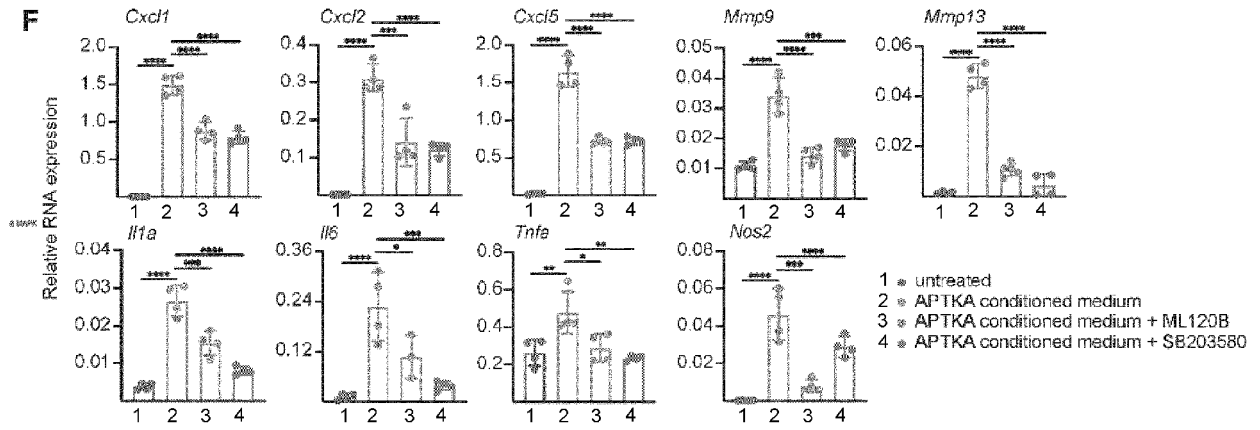 F
Cxcl1 Cxcl2 Cxcl5 Mmp9 Mmp13
2.0 1.5 1.0 0.5
0.4 0.3 0.2 0.1
2.0 1.5 1.0 0.5
0.05 0.04 0.03 0.02 0.01
0.06 0.04 0.02
**** **** ****
**** *** ****
**** **** ****
**** **** ***
**** **** ****
1 2 3 4
1 2 3 4
1 2 3 4
1 2 3 4
1 2 3 4
Relative RNA expression
MAPK
Il1a Il6 Tnfa Nos2
0.04 0.03 0.02 0.01
0.36 0.24 0.12
0.8 0.6 0.4 0.2
0.08 0.06 0.04 0.02
**** *** ****
**** * ***
** * **
**** *** ****
1 2 3 4
1 2 3 4
1 2 3 4
1 2 3 4
1 untreated
2 APTKA conditioned medium
3 APTKA conditioned medium + ML120B
4 APTKA conditioned medium + SB203580